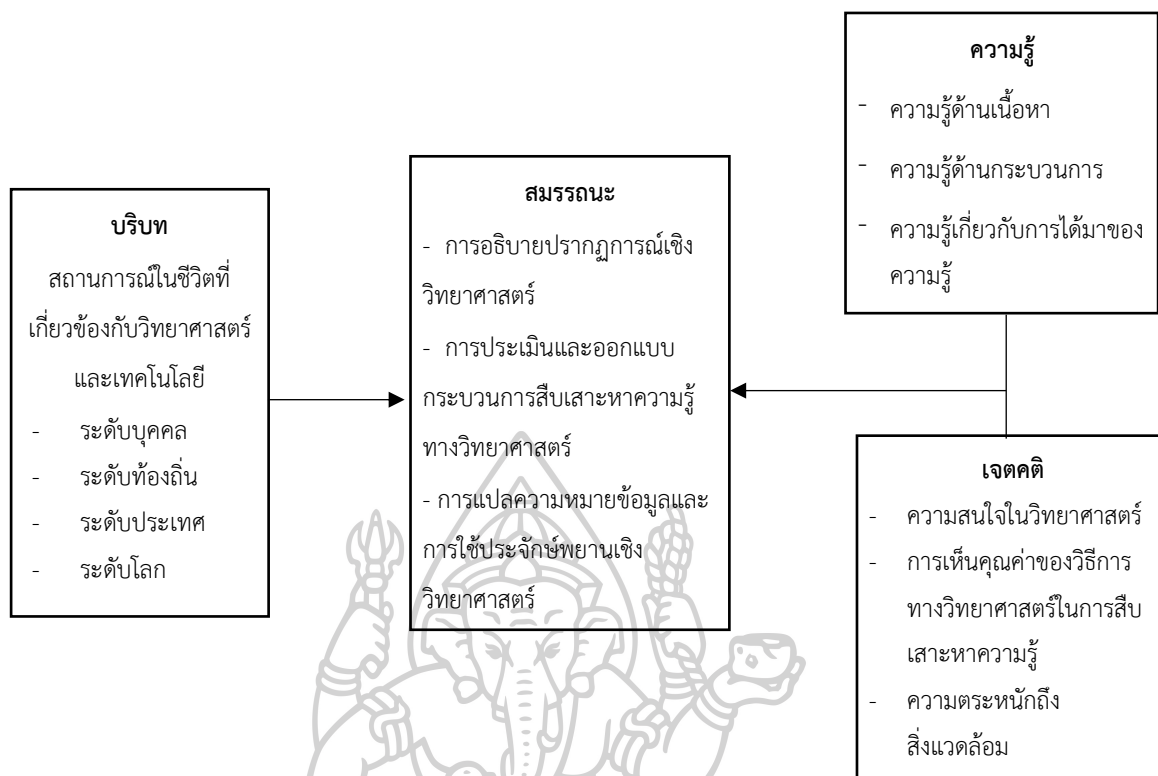 บริบท
สถานการณ์ในชีวิตที่
เกี่ยวข้องกับวิทยาศาสตร์
และเทคโนโลยี
- ระดับบุคคล
- ระดับท้องถิ่น
- ระดับประเทศ
- ระดับโลก
สมรรถนะ
- การอธิบายปรากฏการณ์เชิง
วิทยาศาสตร์
- การประเมินและออกแบบ
กระบวนการสืบเสาะหาความรู้
ทางวิทยาศาสตร์
- การแปลความหมายข้อมูลและ
การใช้ประจักษ์พยานเชิง
วิทยาศาสตร์
ความรู้
- ความรู้ด้านเนื้อหา
- ความรู้ด้านกระบวนการ
- ความรู้เกี่ยวกับการได้มาของ
ความรู้
เจตคติ
- ความสนใจในวิทยาศาสตร์
- การเห็นคุณค่าของวิธีการ
ทางวิทยาศาสตร์ในการสืบ
เสาะหาความรู้
- ความตระหนักถึง
สิ่งแวดล้อม